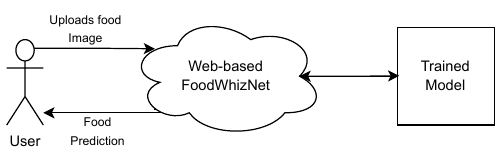 Uploads food
Image
Web-based
FoodWhizNet
Trained
Model
Food
Prediction
User